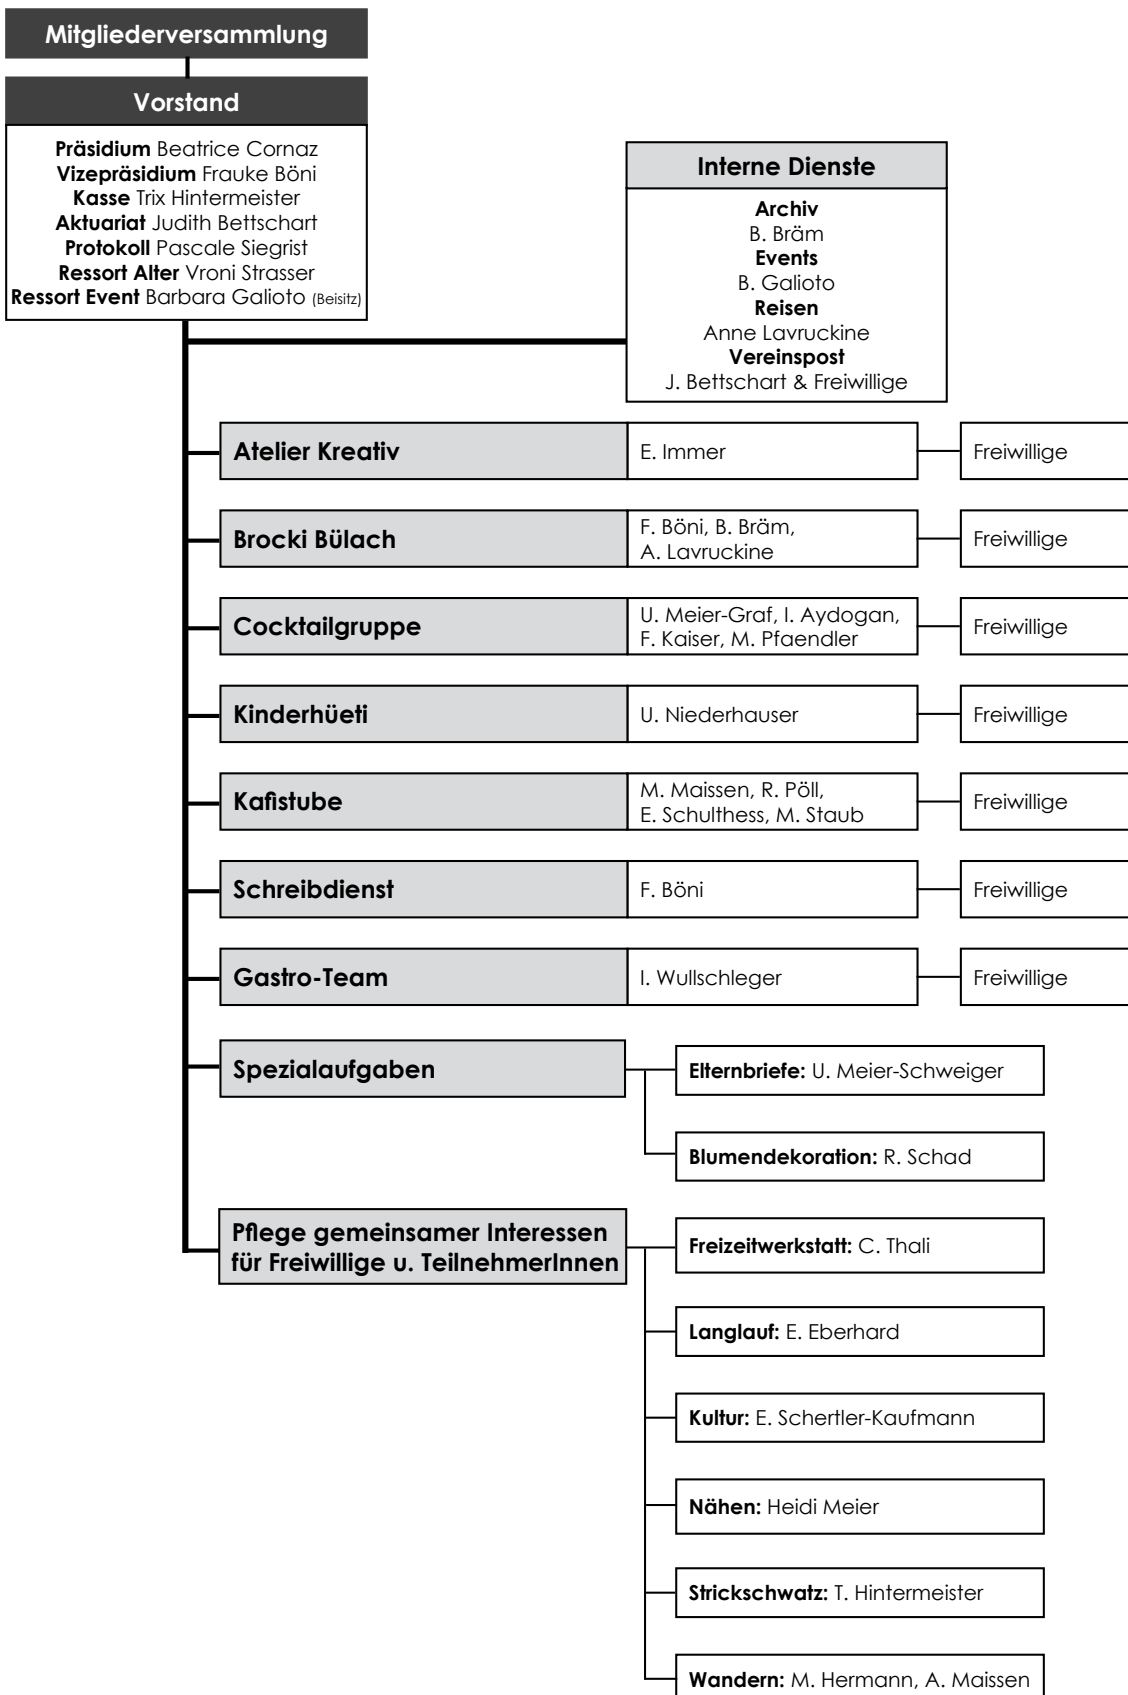 Mitgliederversammlung
Vorstand
Präsidium Beatrice Cornaz
Vizepräsidium Frauke Böni
Kasse Trix Hintermeister
Aktuariat Judith Bettschart
Protokoll Pascale Siegrist
Ressort Alter Vroni Strasser
Ressort Event Barbara Galioto (Beisitz)
Interne Dienste
Archiv
B. Bräm
Events
B. Galioto
Reisen
Anne Lavruckine
Vereinspost
J. Bettschart & Freiwillige
Atelier Kreativ
E. Immer
Freiwillige
Brocki Bülach
F. Böni, B. Bräm,
A. Lavruckine
Freiwillige
Cocktailgruppe
U. Meier-Graf, I. Aydogan,
F. Kaiser, M. Pfaendler
Freiwillige
Kinderhüeti
U. Niederhauser
Freiwillige
Kafistube
M. Maissen, R. Pöll,
E. Schulthess, M. Staub
Freiwillige
Schreibdienst
F. Böni
Freiwillige
Gastro-Team
I. Wullschleger
Freiwillige
Spezialaufgaben
Elternbriefe: U. Meier-Schweiger
Blumendekoration: R. Schad
Pflege gemeinsamer Interessen
für Freiwillige u. TeilnehmerInnen
Freizeitwerkstatt: C. Thali
Langlauf: E. Eberhard
Kultur: E. Schertler-Kaufmann
Nähen: Heidi Meier
Strickschwatz: T. Hintermeister
Wandern: M. Hermann, A. Maissen